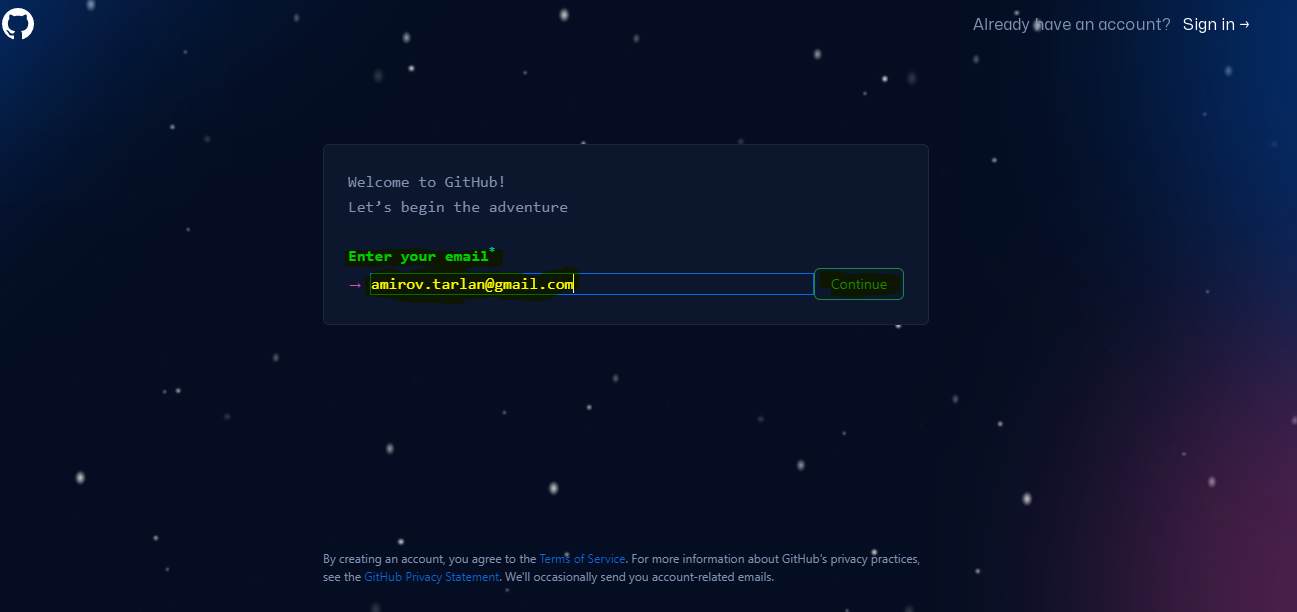 Already have an account? Sign in →
Welcome to GitHub!
Let’s begin the adventure
Enter your email*
→ amirov.tarlan@gmail.com Continue
By creating an account, you agree to the Terms of Service. For more information about GitHub's privacy practices,
see the GitHub Privacy Statement. We'll occasionally send you account-related emails.